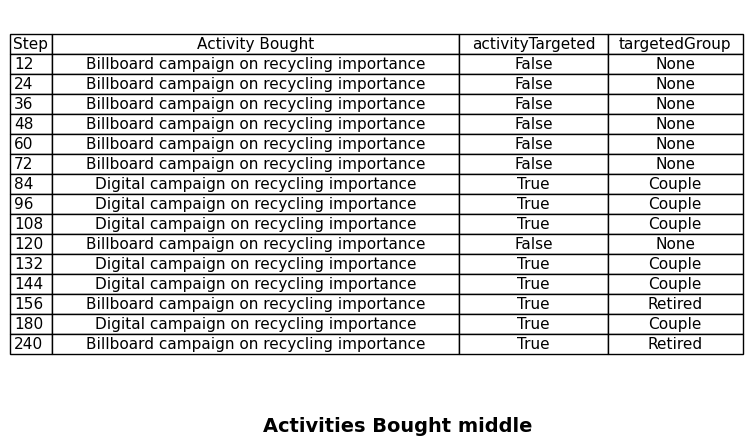 Step Activity Bought activityTargeted targetedGroup
12 Billboard campaign on recycling importance False None
24 Billboard campaign on recycling importance False None
36 Billboard campaign on recycling importance False None
48 Billboard campaign on recycling importance False None
60 Billboard campaign on recycling importance False None
72 Billboard campaign on recycling importance False None
84 Digital campaign on recycling importance True Couple
96 Digital campaign on recycling importance True Couple
108 Digital campaign on recycling importance True Couple
120 Billboard campaign on recycling importance False None
132 Digital campaign on recycling importance True Couple
144 Digital campaign on recycling importance True Couple
156 Billboard campaign on recycling importance True Retired
180 Digital campaign on recycling importance True Couple
240 Billboard campaign on recycling importance True Retired
Activities Bought middle